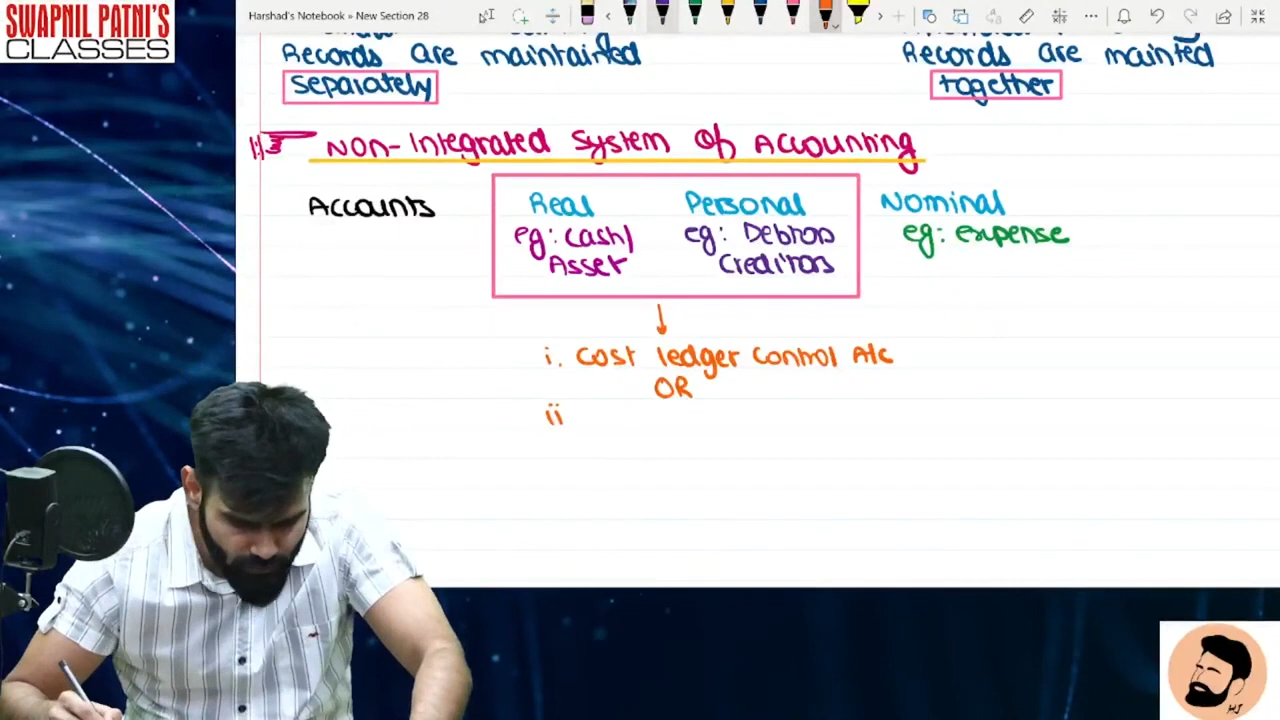 SWAPNIL PATNI'S
CLASSES
Harshad's Notebook » New Section 28
Records are maintained
separately
Records are mainted
together
1:) Non-Integrated System of Accounting
Accounts
Real
eg: cash/
Asset
Personal
eg: Debtors
Creditors
Nominal
eg: expense
i. Cost ledger Control A/c
OR
ii
HJ